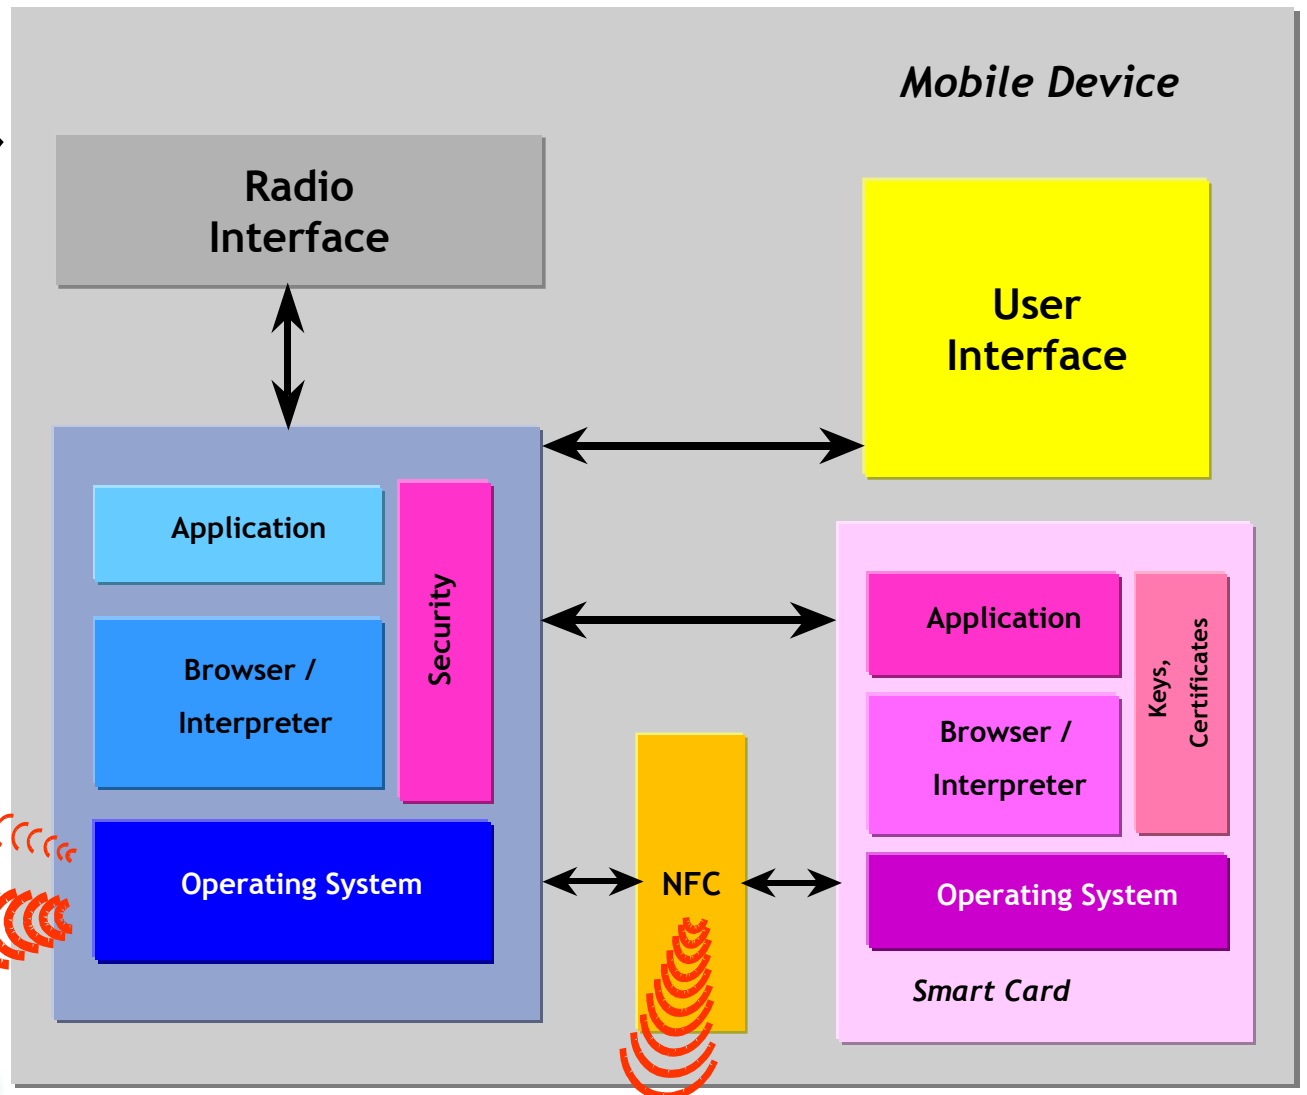 Mobile Device
Radio
Interface
User
Interface
Application
Security
Browser /
Interpreter
Operating System
NFC
Application
Keys,
Certificates
Browser /
Interpreter
Operating System
Smart Card